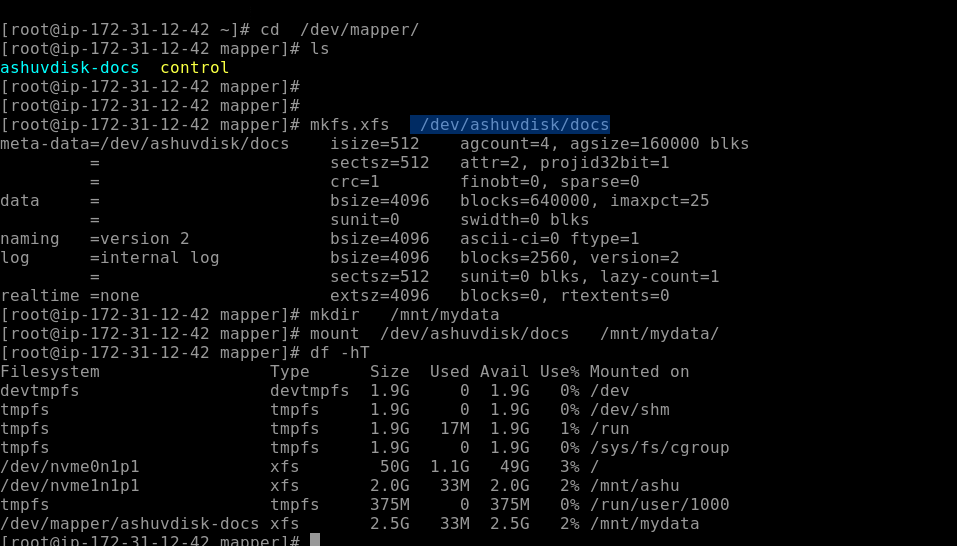 [root@ip-172-31-12-42 ~]# cd  /dev/mapper/
[root@ip-172-31-12-42 mapper]# ls
ashuvdisk-docs  control
[root@ip-172-31-12-42 mapper]#
[root@ip-172-31-12-42 mapper]#
[root@ip-172-31-12-42 mapper]# mkfs.xfs   /dev/ashuvdisk/docs
meta-data=/dev/ashuvdisk/docs    isize=512    agcount=4, agsize=160000 blks
         =                       sectsz=512   attr=2, projid32bit=1
         =                       crc=1        finobt=0, sparse=0
data     =                       bsize=4096   blocks=640000, imaxpct=25
         =                       sunit=0      swidth=0 blks
naming   =version 2              bsize=4096   ascii-ci=0 ftype=1
log      =internal log           bsize=4096   blocks=2560, version=2
         =                       sectsz=512   sunit=0 blks, lazy-count=1
realtime =none                   extsz=4096   blocks=0, rtextents=0
[root@ip-172-31-12-42 mapper]# mkdir   /mnt/mydata
[root@ip-172-31-12-42 mapper]# mount  /dev/ashuvdisk/docs   /mnt/mydata/
[root@ip-172-31-12-42 mapper]# df -hT
Filesystem                 Type      Size  Used Avail Use% Mounted on
devtmpfs                   devtmpfs  1.9G     0  1.9G   0% /dev
tmpfs                      tmpfs     1.9G     0  1.9G   0% /dev/shm
tmpfs                      tmpfs     1.9G   17M  1.9G   1% /run
tmpfs                      tmpfs     1.9G     0  1.9G   0% /sys/fs/cgroup
/dev/nvme0n1p1             xfs        50G  1.1G   49G   3% /
/dev/nvme1n1p1             xfs       2.0G   33M  2.0G   2% /mnt/ashu
tmpfs                      tmpfs     375M     0  375M   0% /run/user/1000
/dev/mapper/ashuvdisk-docs xfs       2.5G   33M  2.5G   2% /mnt/mydata
[root@ip-172-31-12-42 mapper]#